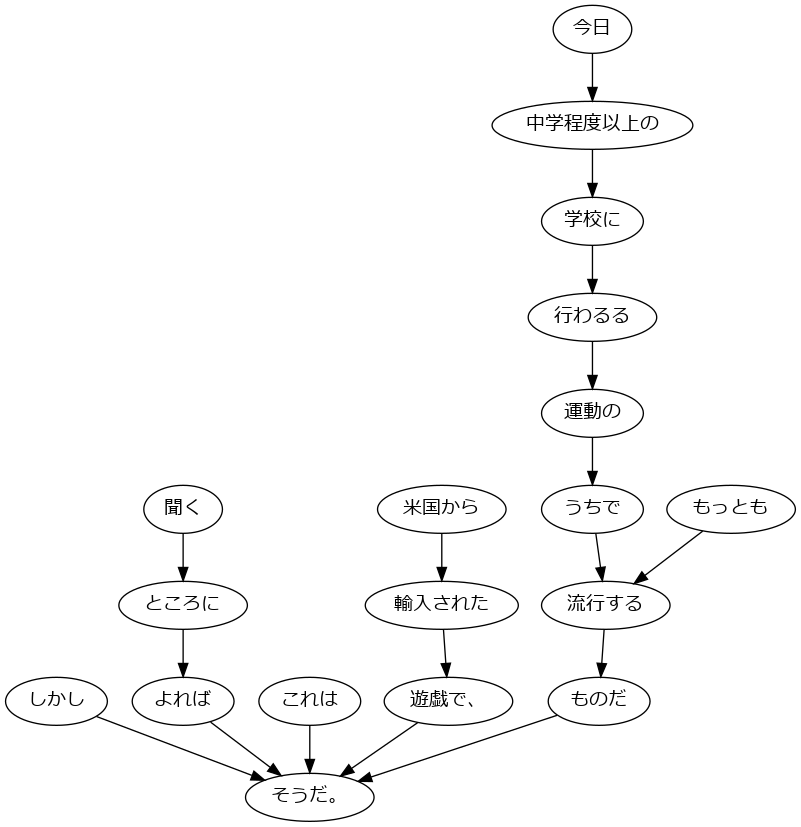 今日
中学程度以上の
学校に
行わるる
運動の
聞く
米国から
うちで
もっとも
ところに
輸入された
流行する
しかし
よれば
これは
遊戯で、
ものだ
そうだ。